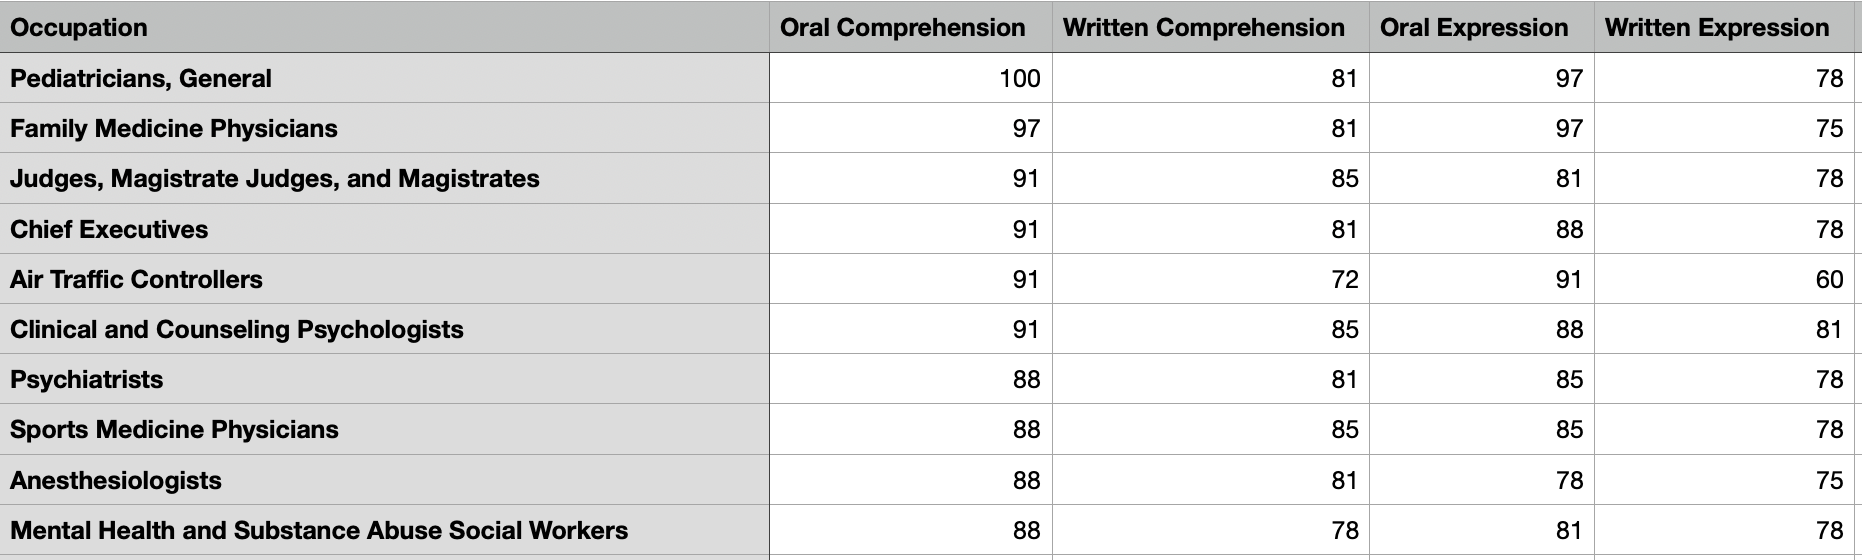 Occupation Oral Comprehension Written Comprehension Oral Expression Written Expression
Pediatricians, General 100 81 97 78
Family Medicine Physicians 97 81 97 75
Judges, Magistrate Judges, and Magistrates 91 85 81 78
Chief Executives 91 81 88 78
Air Traffic Controllers 91 72 91 60
Clinical and Counseling Psychologists 91 85 88 81
Psychiatrists 88 81 85 78
Sports Medicine Physicians 88 85 85 78
Anesthesiologists 88 81 78 75
Mental Health and Substance Abuse Social Workers 88 78 81 78